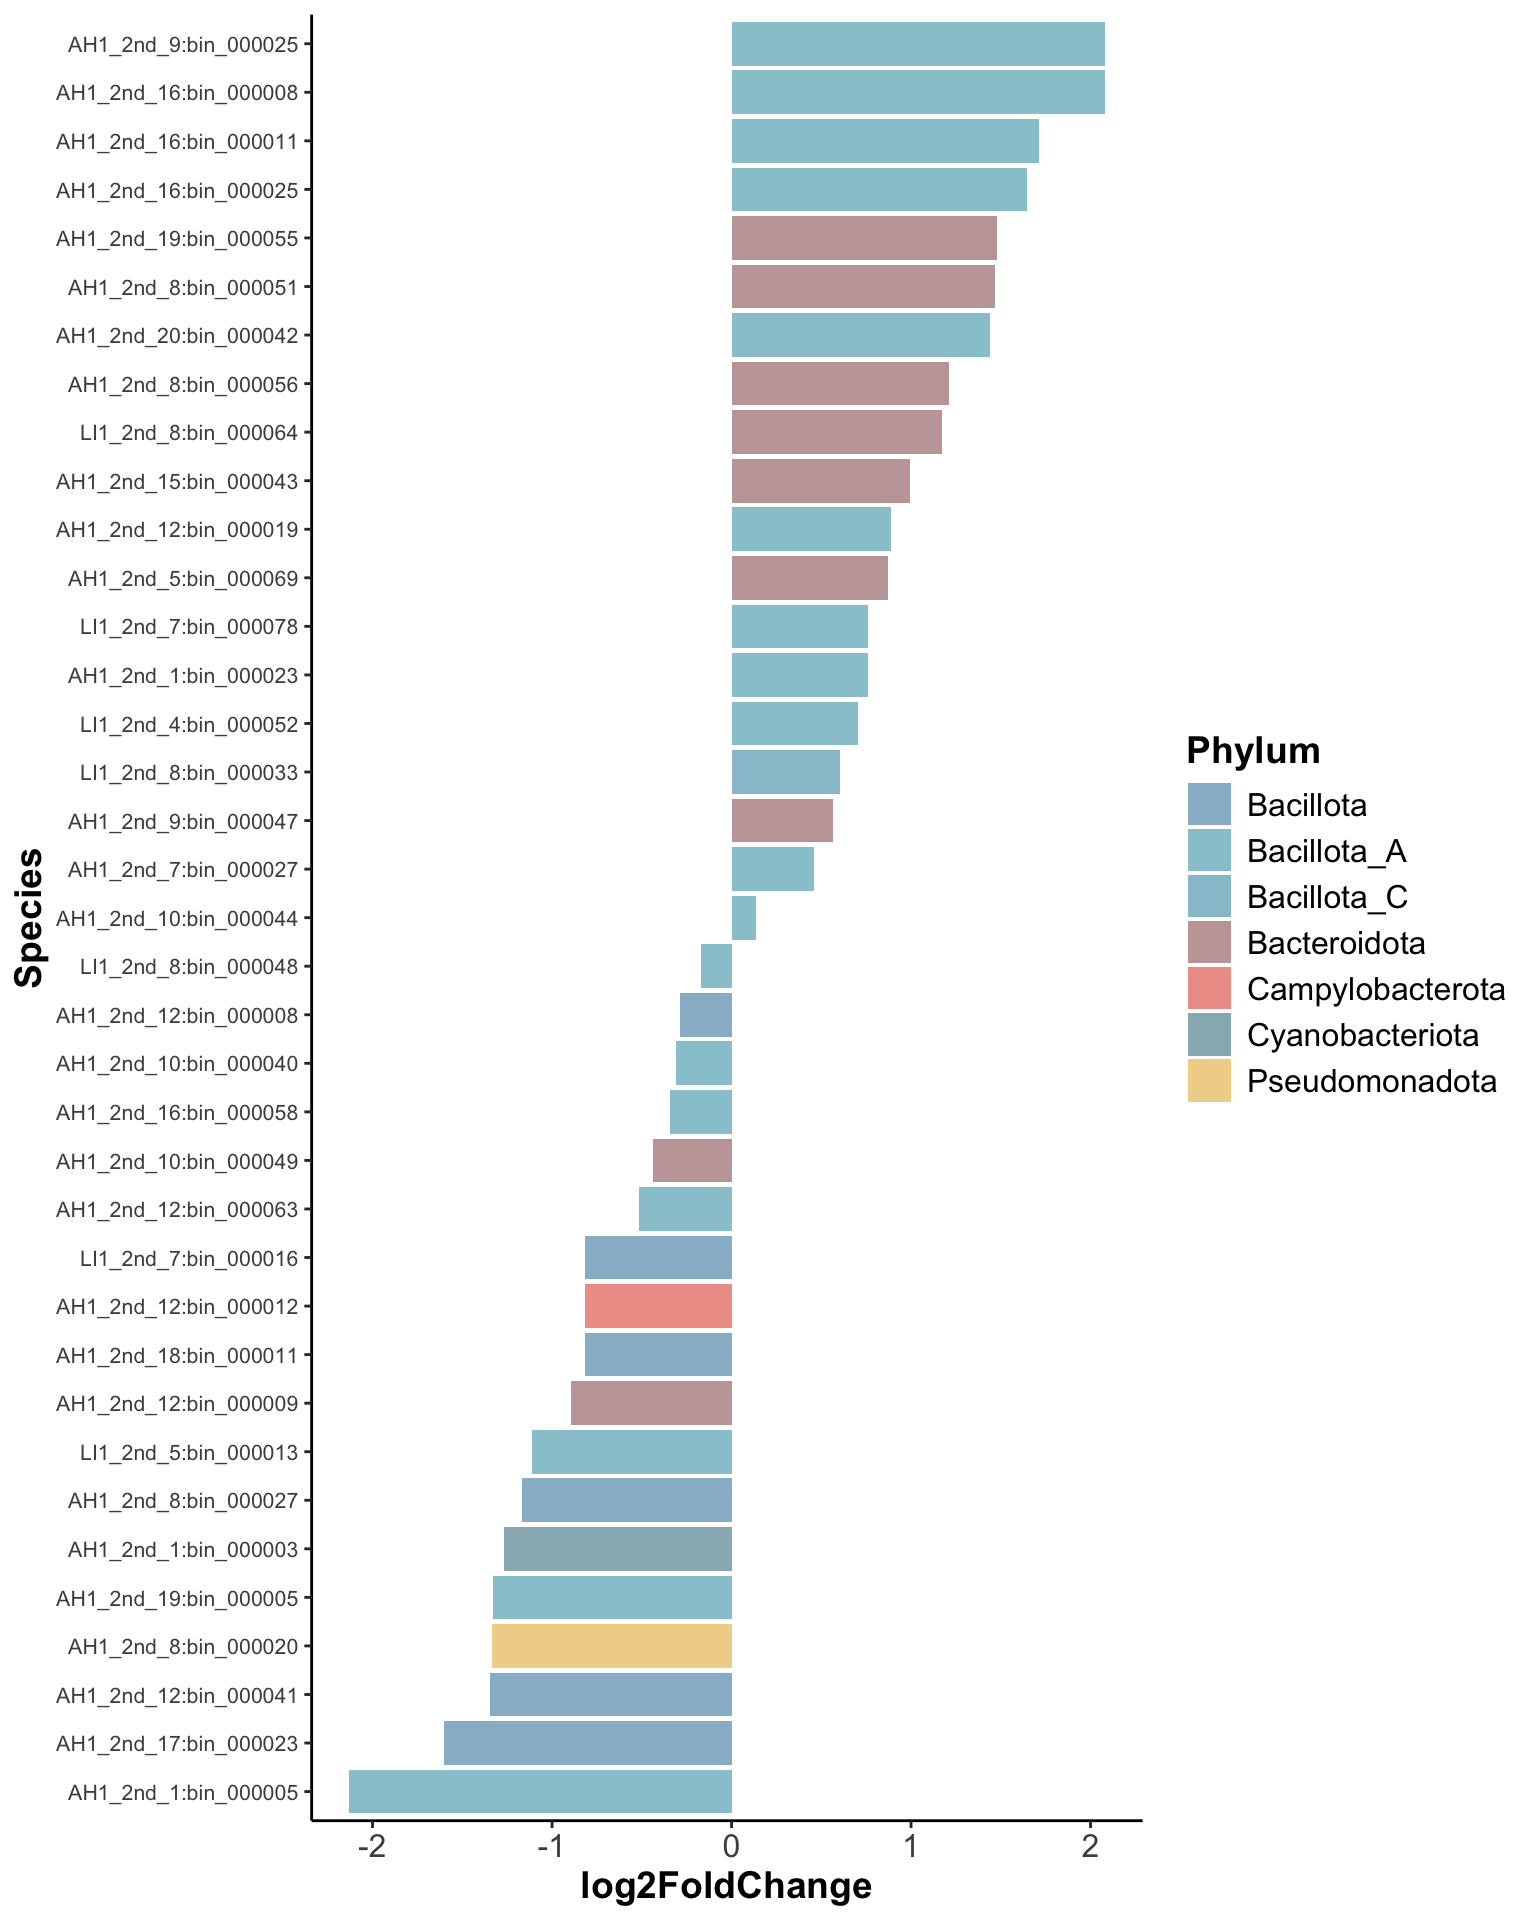 AH1_2nd_9:bin_000025
AH1_2nd_16:bin_000008
AH1_2nd_16:bin_000011
AH1_2nd_16:bin_000025
AH1_2nd_19:bin_000055
AH1_2nd_8:bin_000051
AH1_2nd_20:bin_000042
AH1_2nd_8:bin_000056
LI1_2nd_8:bin_000064
AH1_2nd_15:bin_000043
AH1_2nd_12:bin_000019
AH1_2nd_5:bin_000069
LI1_2nd_7:bin_000078
AH1_2nd_1:bin_000023
LI1_2nd_4:bin_000052
LI1_2nd_8:bin_000033
AH1_2nd_9:bin_000047
AH1_2nd_7:bin_000027
AH1_2nd_10:bin_000044
LI1_2nd_8:bin_000048
AH1_2nd_12:bin_000008
AH1_2nd_10:bin_000040
AH1_2nd_16:bin_000058
AH1_2nd_10:bin_000049
AH1_2nd_12:bin_000063
LI1_2nd_7:bin_000016
AH1_2nd_12:bin_000012
AH1_2nd_18:bin_000011
AH1_2nd_12:bin_000009
LI1_2nd_5:bin_000013
AH1_2nd_8:bin_000027
AH1_2nd_1:bin_000003
AH1_2nd_19:bin_000005
AH1_2nd_8:bin_000020
AH1_2nd_12:bin_000041
AH1_2nd_17:bin_000023
AH1_2nd_1:bin_000005
Species
-2 -1 0 1 2
log2FoldChange
Phylum
Bacillota
Bacillota_A
Bacillota_C
Bacteroidota
Campylobacterota
Cyanobacteriota
Pseudomonadota